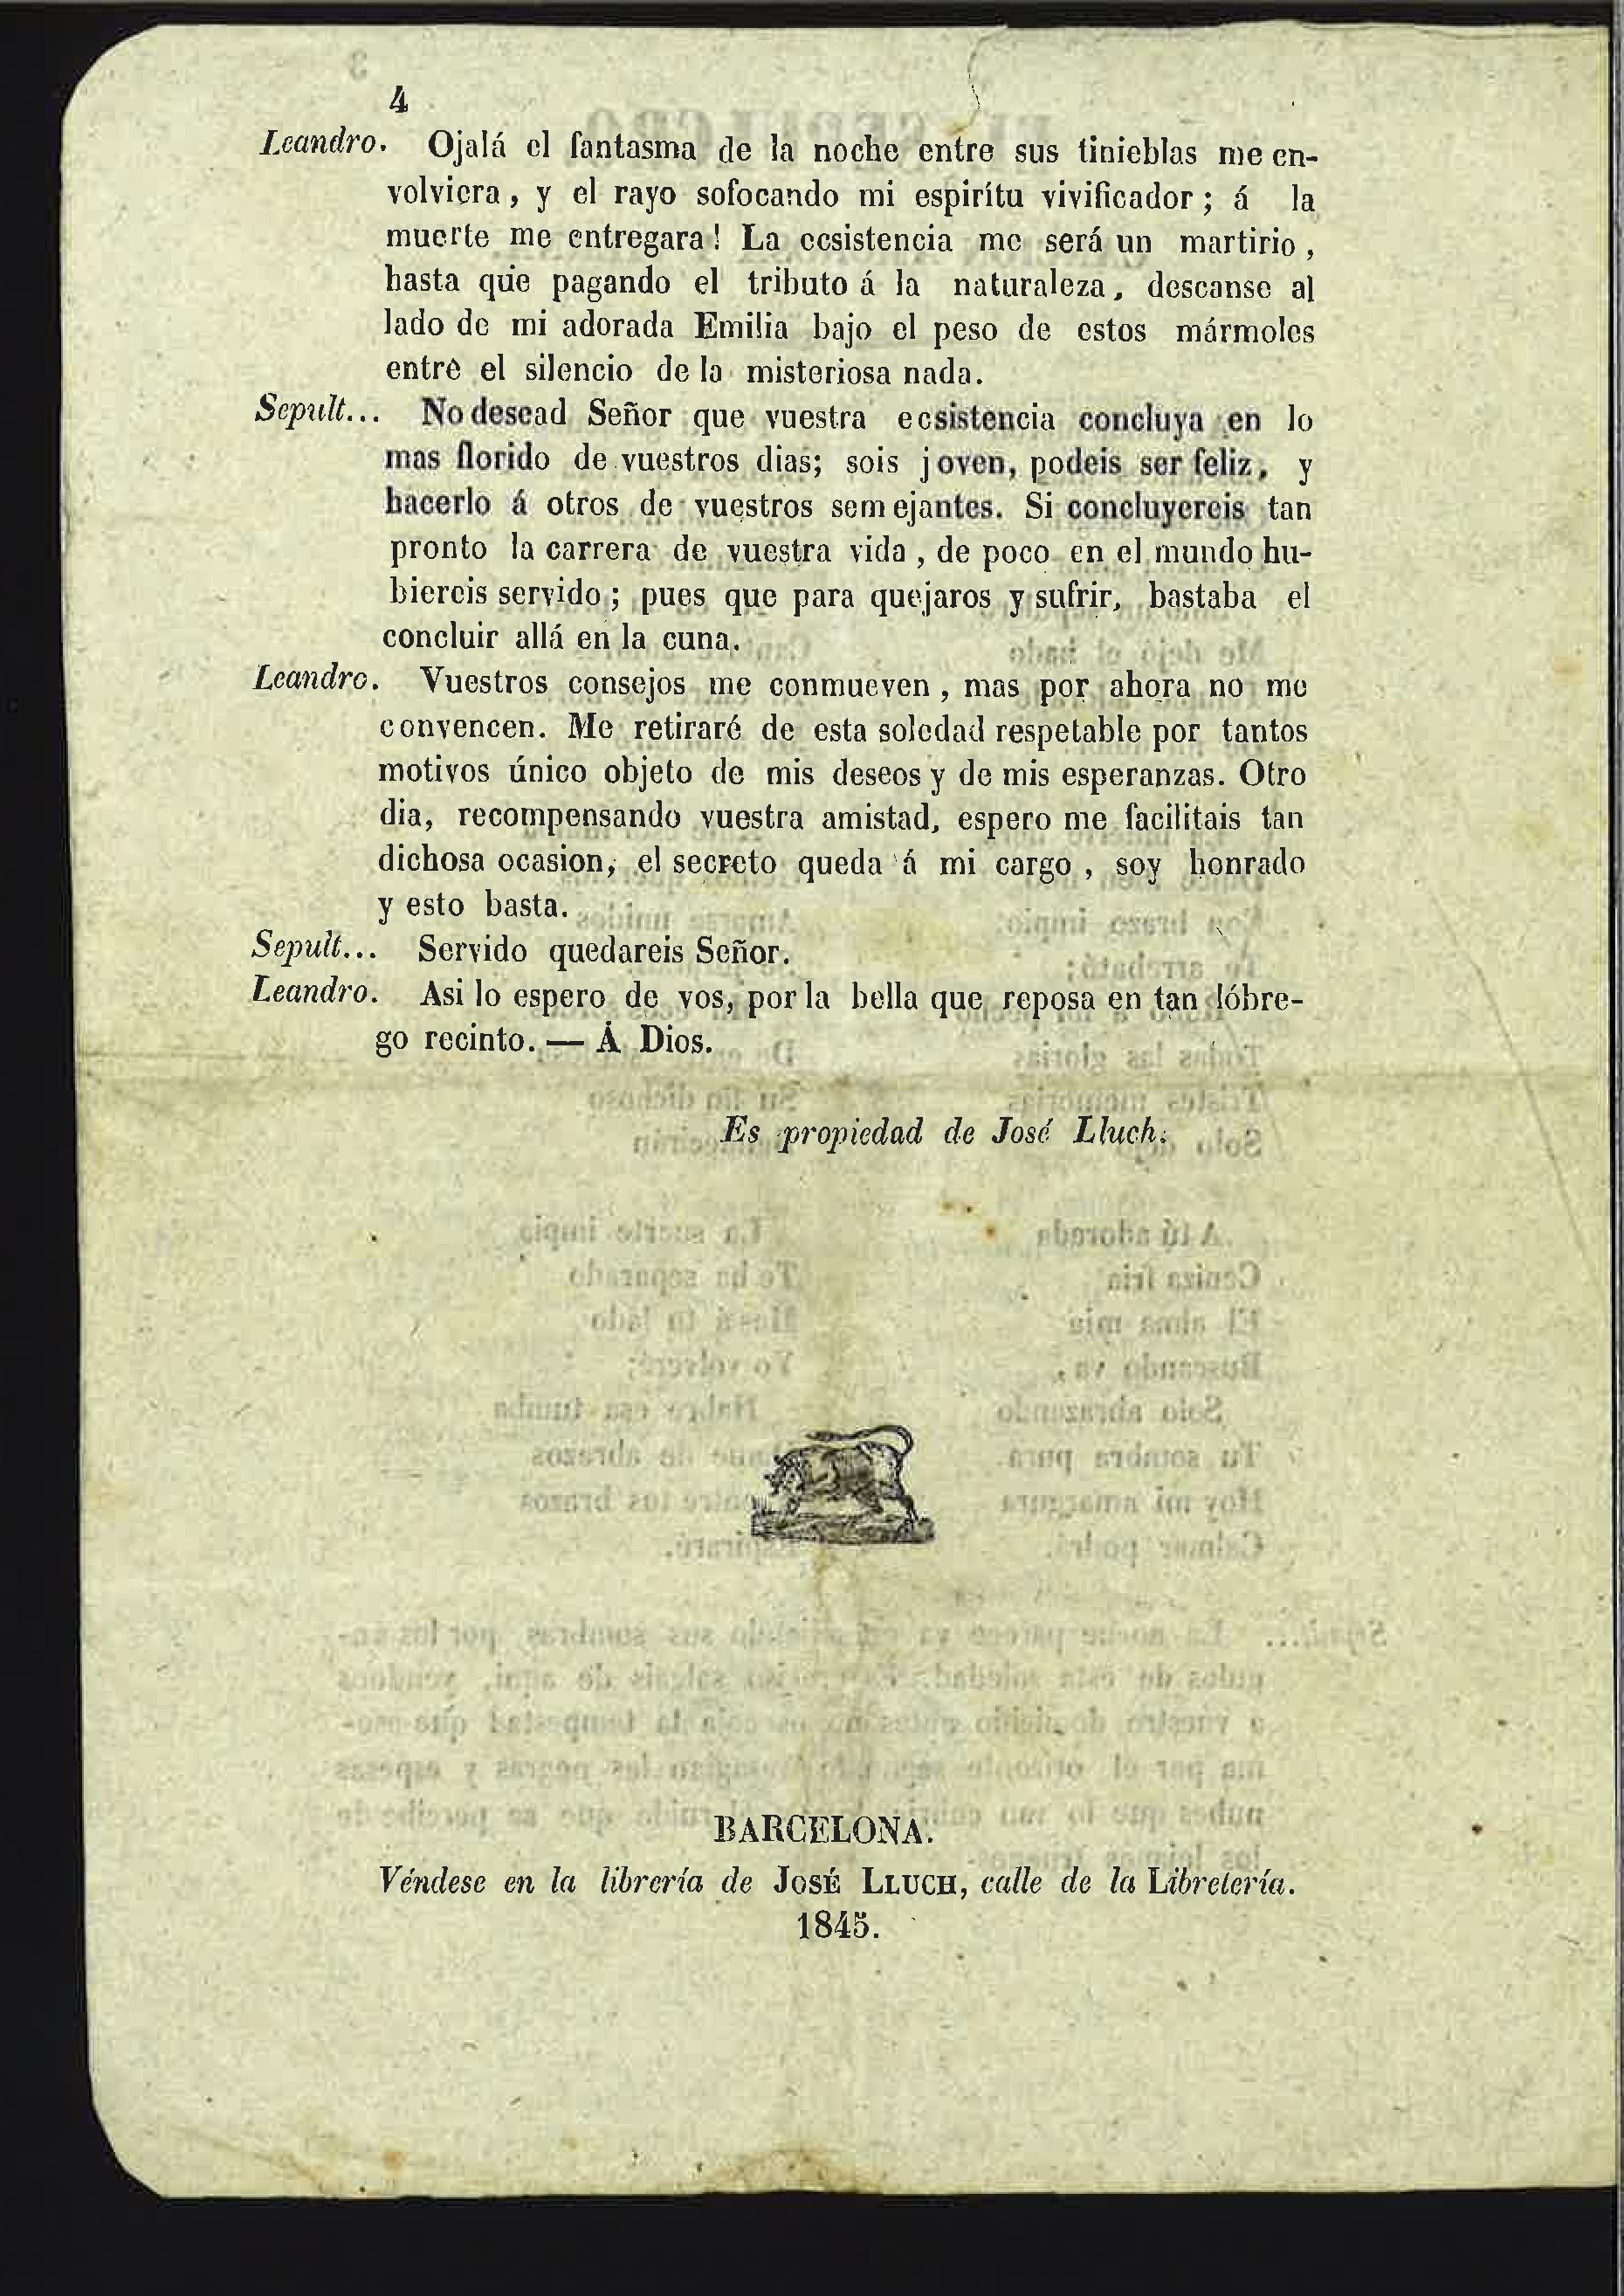 4
Leandro. Ojalá el fantasma de la noche entre sus tinieblas me en-
volviera, y el rayo sofocando mi espirítu vivificador; á la
muerte me entregara! La ecsistencia me será un martirio,
hasta que pagando el tributo á la naturaleza, descanse al
lado de mi adorada Emilia bajo el peso de estos mármoles
entre el silencio de la misteriosa nada.
Sepult... No desead Señor que vuestra ecsistencia concluya en lo
mas florido de vuestros dias; sois joven, podeis ser feliz, y
hacerlo á otros de vuestros semejantes. Si concluyereis tan
pronto la carrera de vuestra vida, de poco en el mundo hu-
biereis servido; pues que para quejaros y sufrir, bastaba el
concluir allá en la cuna.
Leandro. Vuestros consejos me conmueven, mas por ahora no me
convencen. Me retiraré de esta soledad respetable por tantos
motivos único objeto de mis deseos y de mis esperanzas. Otro
dia, recompensando vuestra amistad, espero me facilitais tan
dichosa ocasion, el secreto queda á mi cargo, soy honrado
y esto basta.
Sepult... Servido quedareis Señor.
Leandro. Asi lo espero de vos, por la bella que reposa en tan lóbre-
go recinto. — Á Dios.
Es propiedad de José Lluch.
BARCELONA.
Véndese en la librería de JOSÉ LLUCH, calle de la Libretería.
1845.